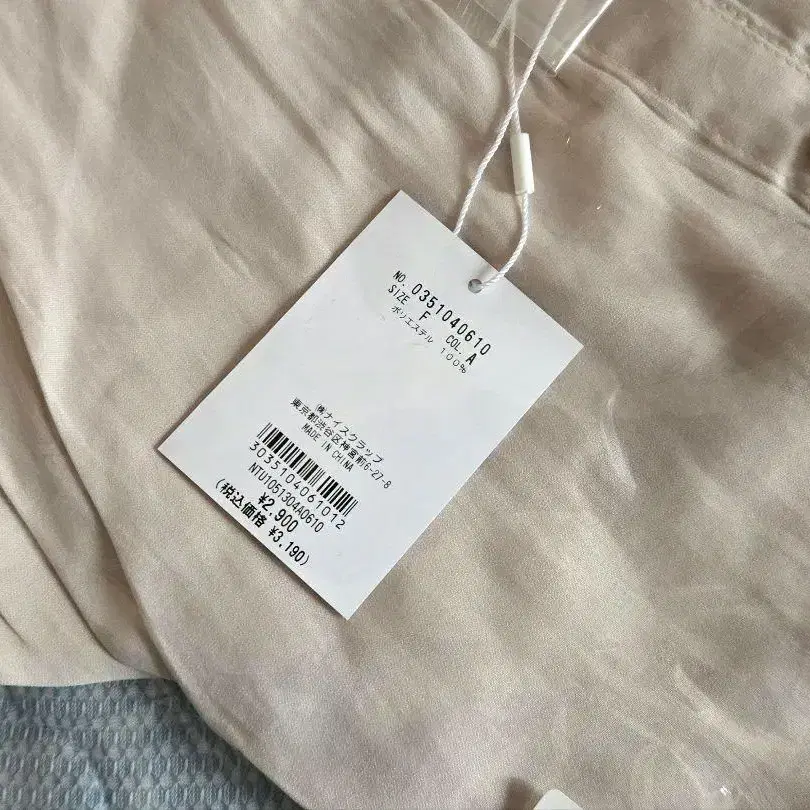 NO. 0351040610
SIZE F COL. A
ポリエステル 100%
㈱ナイスクラップ
東京都渋谷区神宮前6-27-8
MADE IN CHINA
3035104061012
NTU1051304A0610
¥2,900
(税込価格 ¥3,190)